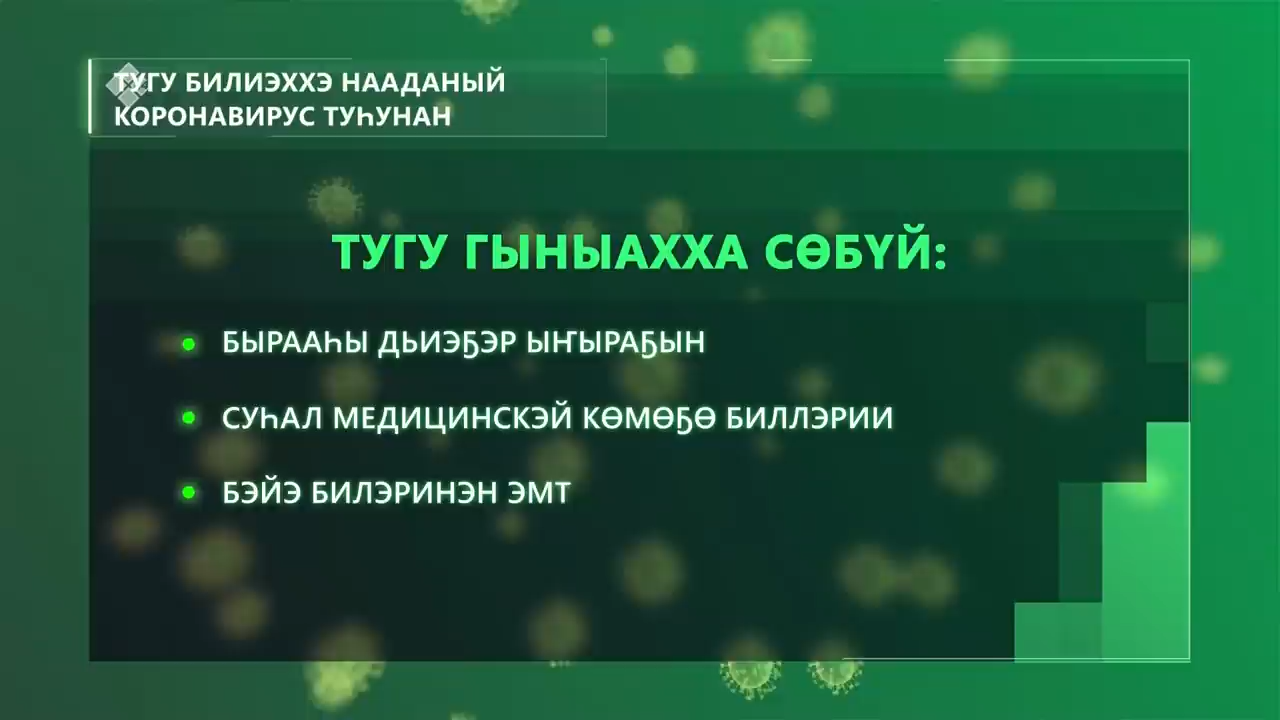 ТУГУ БИЛИЭХХЭ НААДАНЫЙ
КОРОНАВИРУС ТУҺУНАН
ТУГУ ГЫНЫАХХА СӨБҮЙ:
БЫРААҺЫ ДЬИЭҔЭР ЫҤЫРАҔЫН
СУҺАЛ МЕДИЦИНСКЭЙ КӨМӨҔӨ БИЛЛЭРИИ
БЭЙЭ БИЛЭРИНЭН ЭМТ